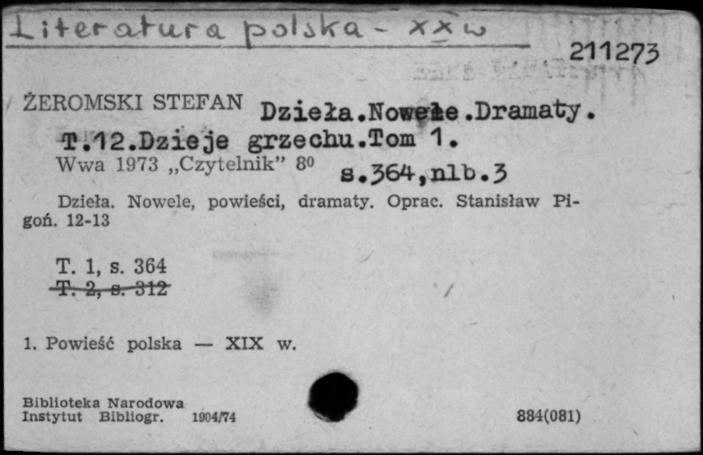 Literatura polska - XX w
211273
ŻEROMSKI STEFAN Dzieła.Nowele.Dramaty.
T.12.Dzieje grzechu.Tom 1.
Wwa 1973 „Czytelnik” 8⁰ s.364,nlb.3
Dzieła. Nowele, powieści, dramaty. Oprac. Stanisław Pi-
goń. 12-13
T. 1, s. 364
T. 2, s. 312
1. Powieść polska — XIX w.
Biblioteka Narodowa
Instytut Bibliogr. 1904/74 884(081)